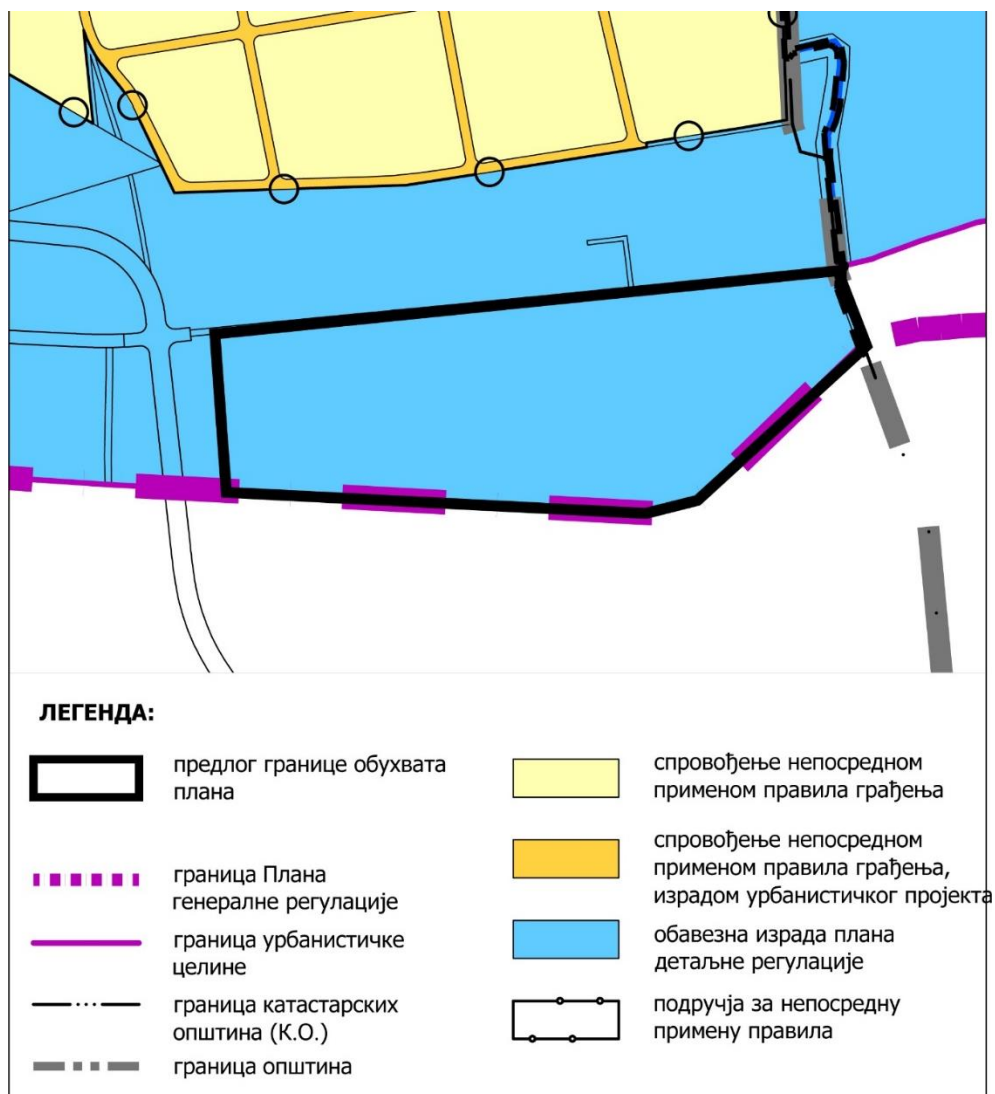 ЛЕГЕНДА:
предлог границе обухвата
плана
граница Плана
генералне регулације
граница урбанистичке
целине
граница катастарских
општина (К.О.)
граница општина
спровођење непосредном
применом правила грађења
спровођење непосредном
применом правила грађења,
израдом урбанистичког пројекта
обавезна израда плана
детаљне регулације
подручја за непосредну
примену правила